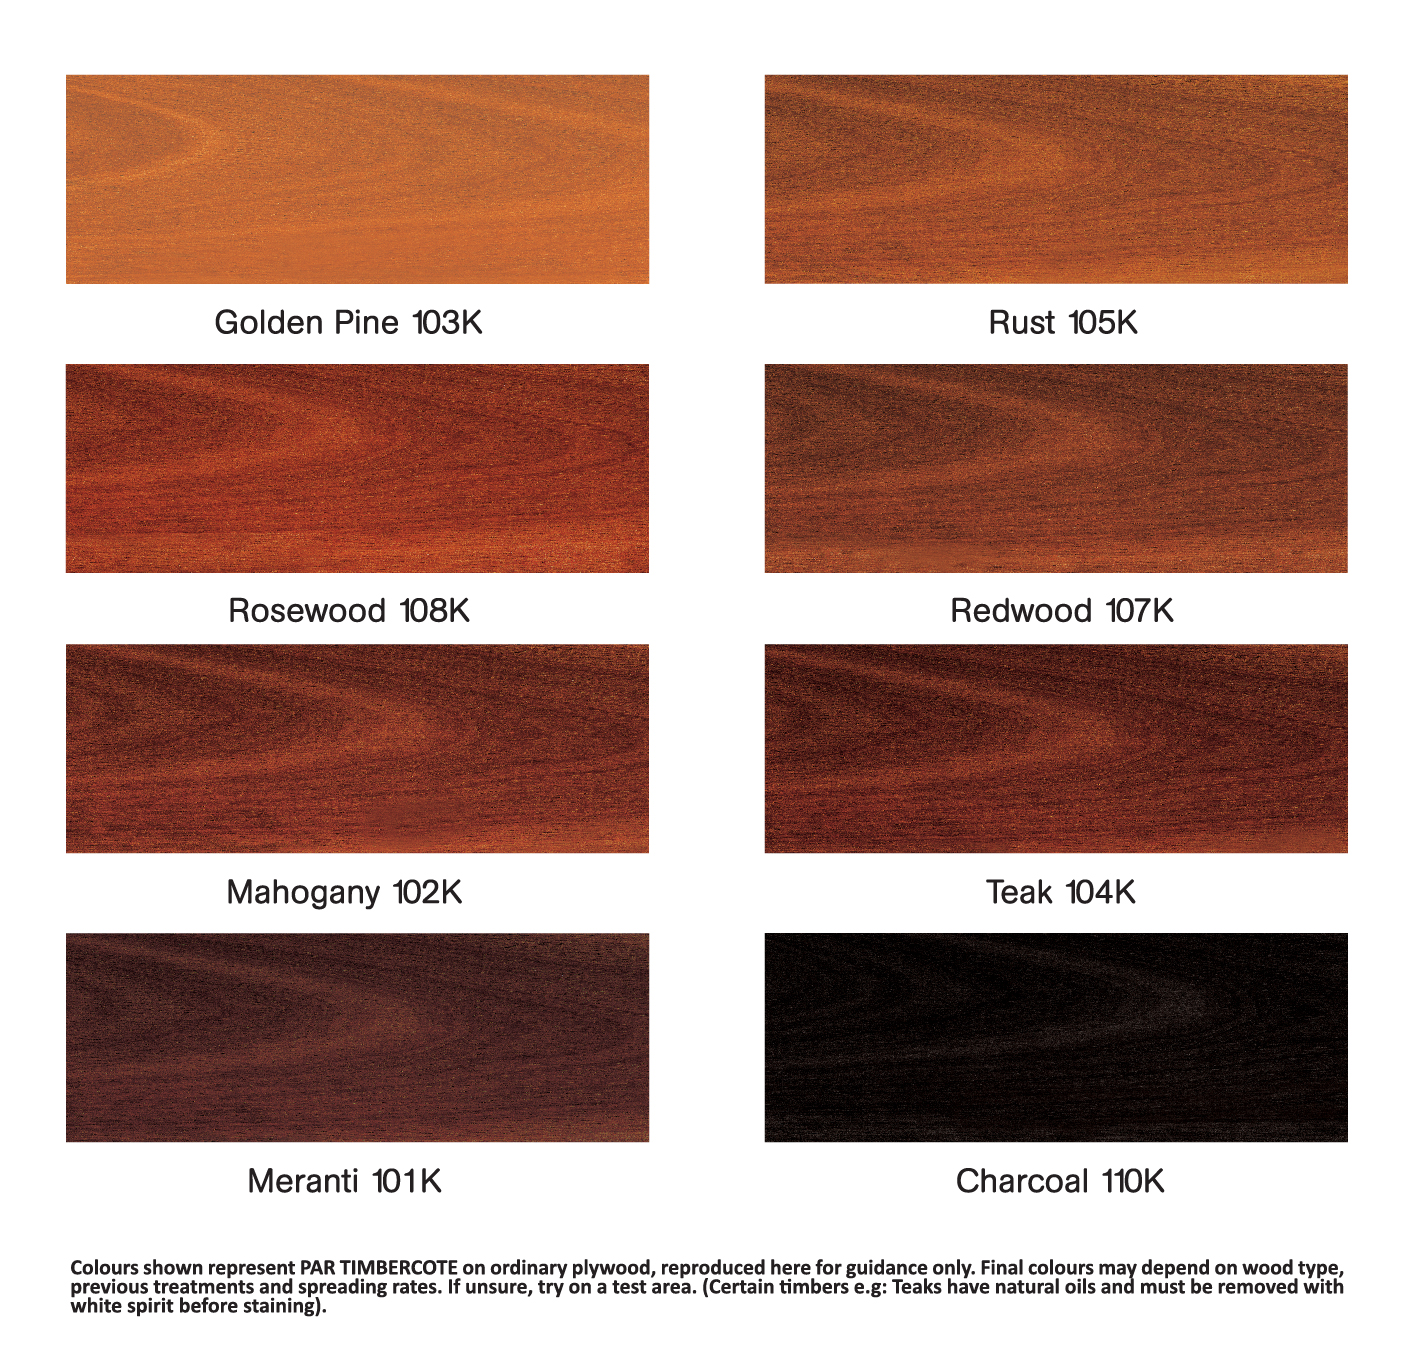 Golden Pine 103K
Rust 105K
Rosewood 108K
Redwood 107K
Mahogany 102K
Teak 104K
Meranti 101K
Charcoal 110K
Colours shown represent PAR TIMBERCOTE on ordinary plywood, reproduced here for guidance only. Final colours may depend on wood type,
previous treatments and spreading rates. If unsure, try on a test area. (Certain timbers e.g: Teaks have natural oils and must be removed with
white spirit before staining).